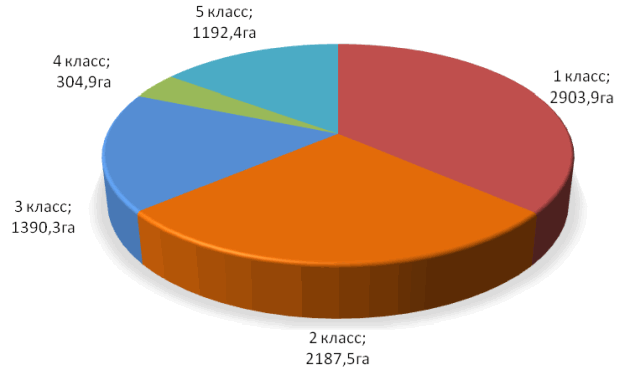 5 класс;
1192,4га
4 класс;
304,9га
1 класс;
2903,9га
3 класс;
1390,3га
2 класс;
2187,5га